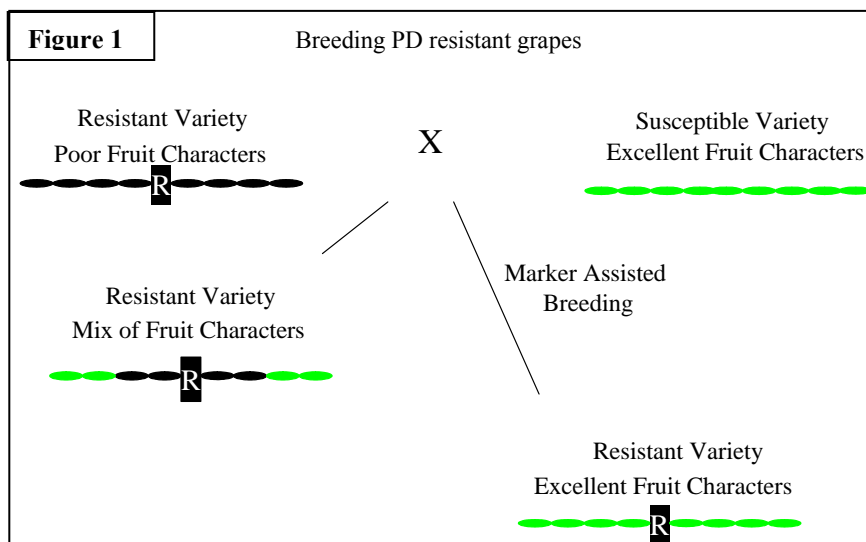 Figure 1
Breeding PD resistant grapes
Resistant Variety
Poor Fruit Characters
R
X
Susceptible Variety
Excellent Fruit Characters
Marker Assisted
Breeding
Resistant Variety
Mix of Fruit Characters
R
Resistant Variety
Excellent Fruit Characters
R